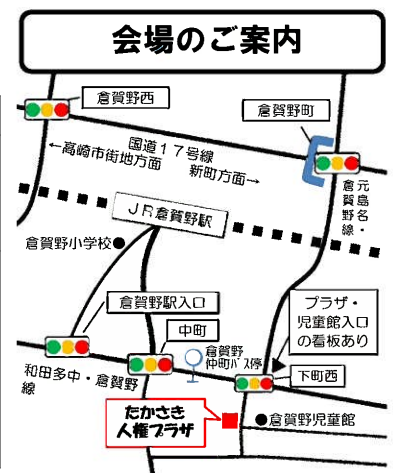 会場のご案内
倉賀野西
倉賀野町
国道17号線
←高崎市街地方面　新町方面→
元島名・
倉賀野線
JR倉賀野駅
倉賀野小学校●
倉賀野駅入口
中町
倉賀野
仲町バス停
プラザ・
児童館入口
の看板あり
下町西
和田多中・倉賀野
線
たかさき
人権プラザ
●倉賀野児童館